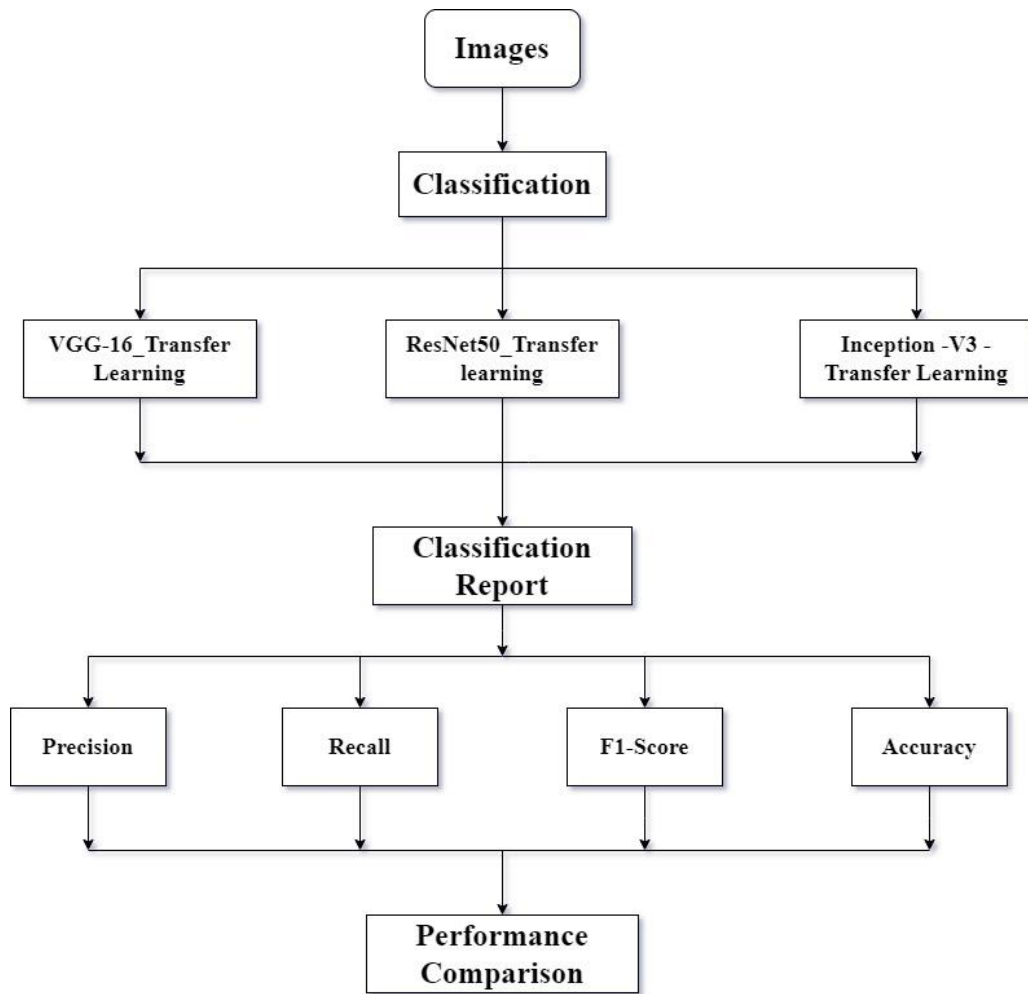 Images
Classification
VGG-16_Transfer
Learning
ResNet50_Transfer
learning
Inception -V3 -
Transfer Learning
Classification
Report
Precision
Recall
F1-Score
Accuracy
Performance
Comparison